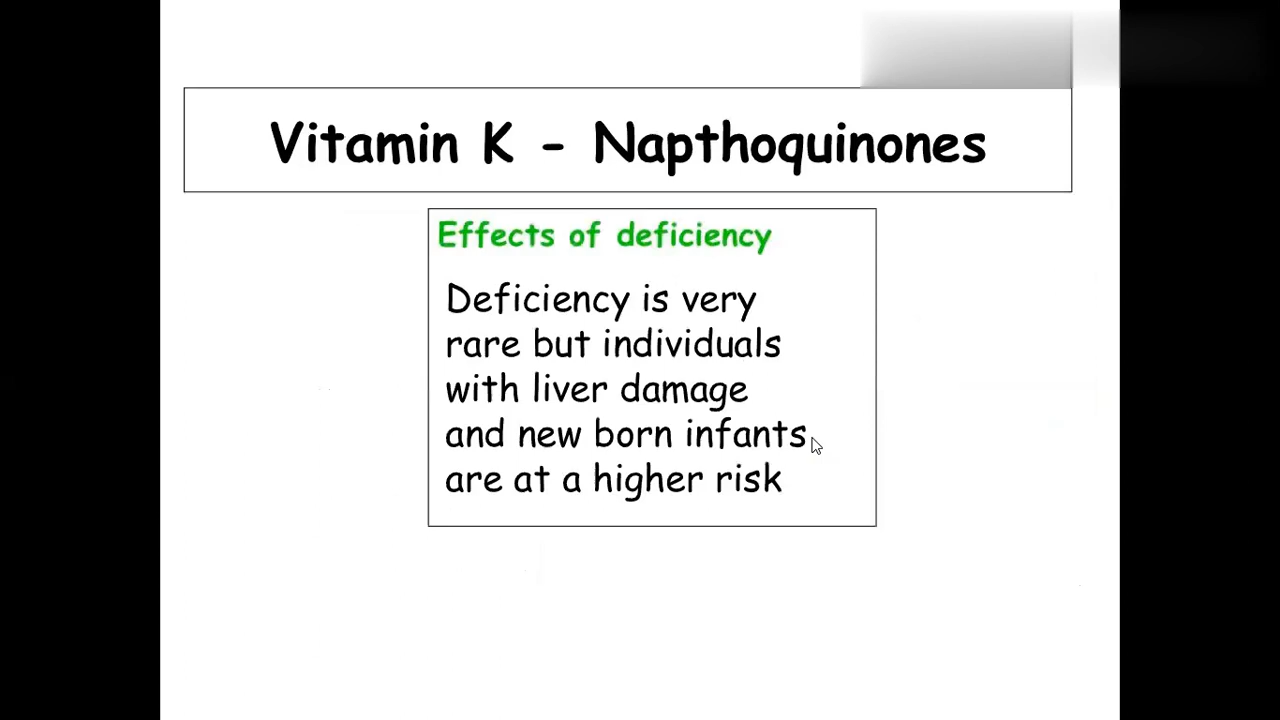 Vitamin K - Napthoquinones
Effects of deficiency
Deficiency is very
rare but individuals
with liver damage
and new born infants
are at a higher risk